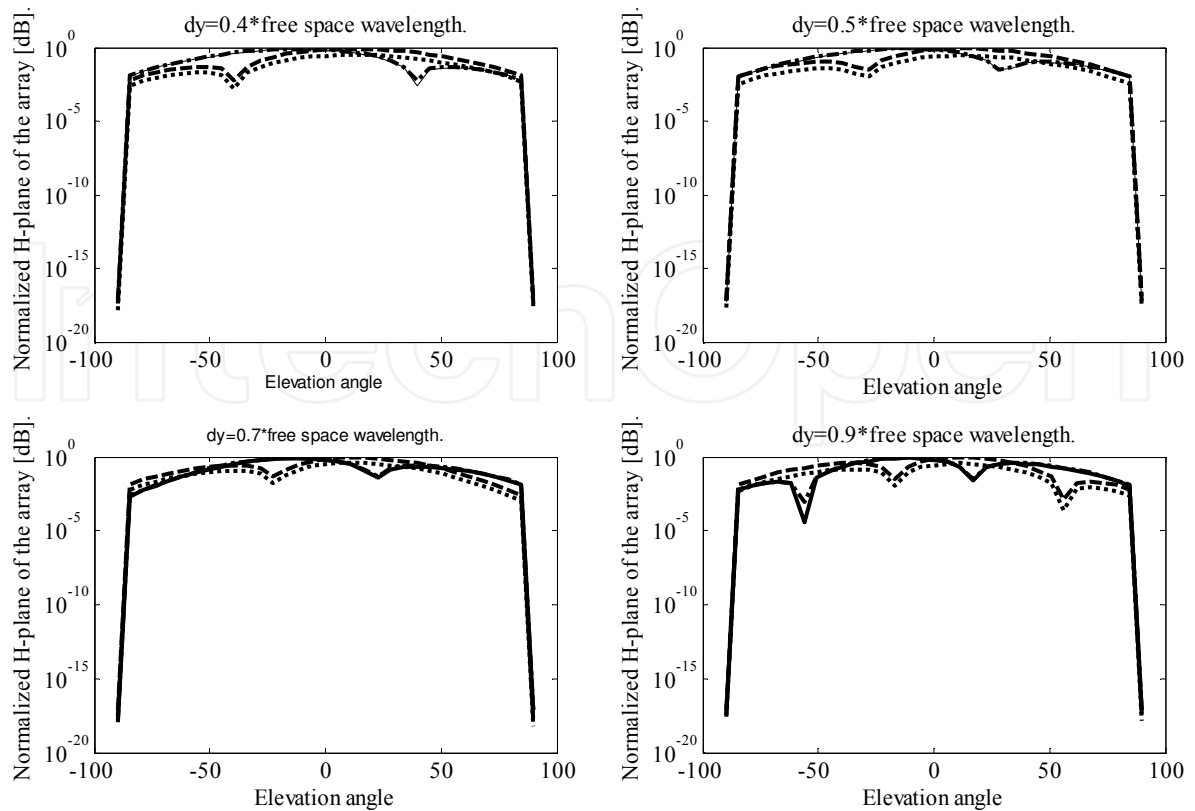 dy=0.4*free space wavelength.
Normalized H-plane of the array [dB].
10^0
10^-5
10^-10
10^-15
10^-20
-100 -50 0 50 100
Elevation angle
dy=0.5*free space wavelength.
Normalized H-plane of the array [dB].
10^0
10^-5
10^-10
10^-15
10^-20
-100 -50 0 50 100
Elevation angle
dy=0.7*free space wavelength.
Normalized H-plane of the array [dB].
10^0
10^-5
10^-10
10^-15
10^-20
-100 -50 0 50 100
Elevation angle
dy=0.9*free space wavelength.
Normalized H-plane of the array [dB].
10^0
10^-5
10^-10
10^-15
10^-20
-100 -50 0 50 100
Elevation angle
IntechOpen